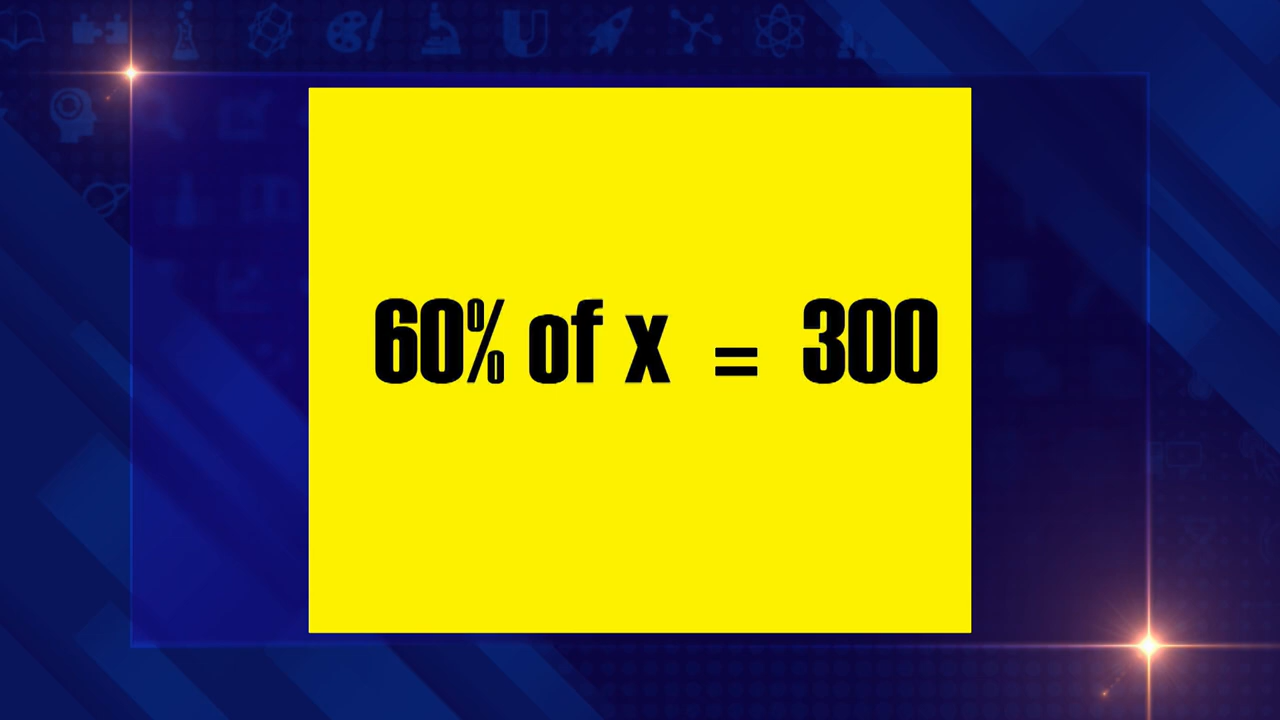 60% of x = 300